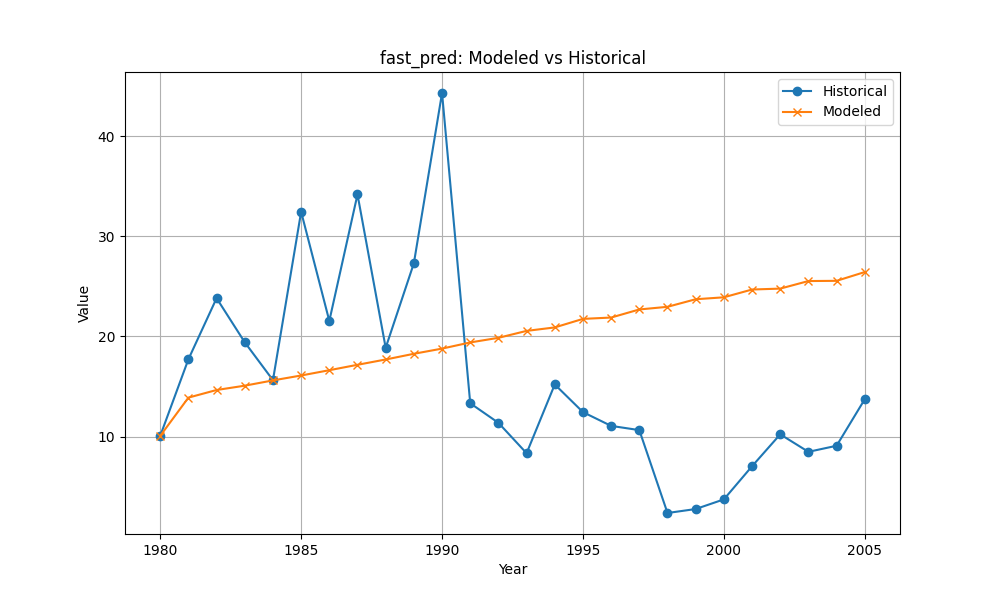 fast_pred: Modeled vs Historical
Historical
Modeled
Value
40
30
20
10
1980
1985
1990
1995
2000
2005
Year